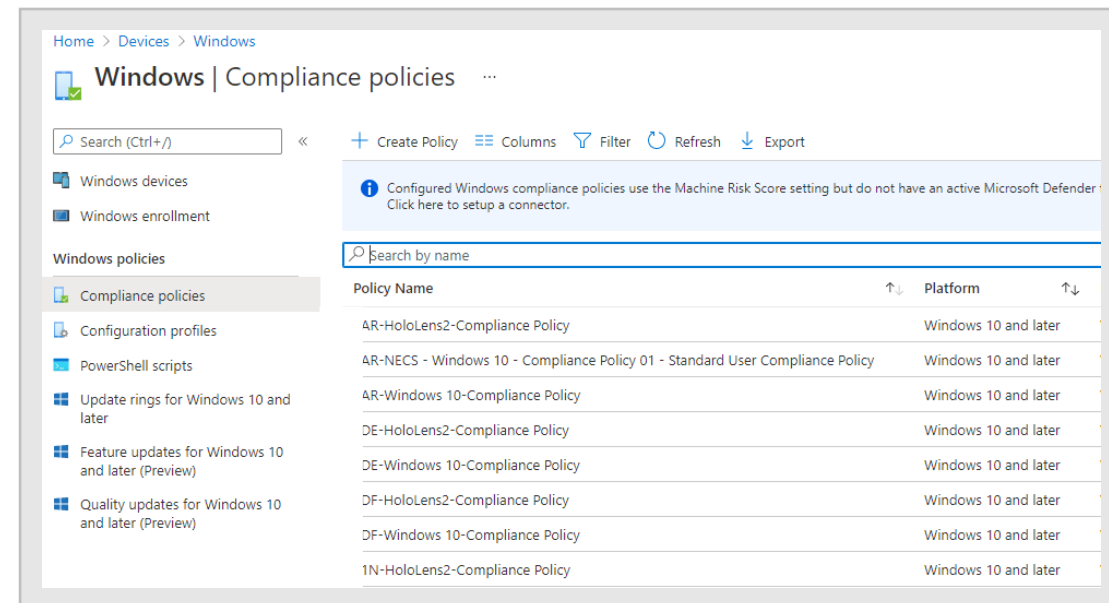 Home > Devices > Windows
Windows | Compliance policies ...
Search (Ctrl+/)
«
Windows devices
Windows enrollment
Windows policies
Compliance policies
Configuration profiles
PowerShell scripts
Update rings for Windows 10 and
later
Feature updates for Windows 10
and later (Preview)
Quality updates for Windows 10
and later (Preview)
+ Create Policy Columns Filter Refresh Export
Configured Windows compliance policies use the Machine Risk Score setting but do not have an active Microsoft Defender
Click here to setup a connector.
Search by name
Policy Name ↑↓ Platform ↑↓
AR-HoloLens2-Compliance Policy Windows 10 and later
AR-NECS - Windows 10 - Compliance Policy 01 - Standard User Compliance Policy Windows 10 and later
AR-Windows 10-Compliance Policy Windows 10 and later
DE-HoloLens2-Compliance Policy Windows 10 and later
DE-Windows 10-Compliance Policy Windows 10 and later
DF-HoloLens2-Compliance Policy Windows 10 and later
DF-Windows 10-Compliance Policy Windows 10 and later
1N-HoloLens2-Compliance Policy Windows 10 and later